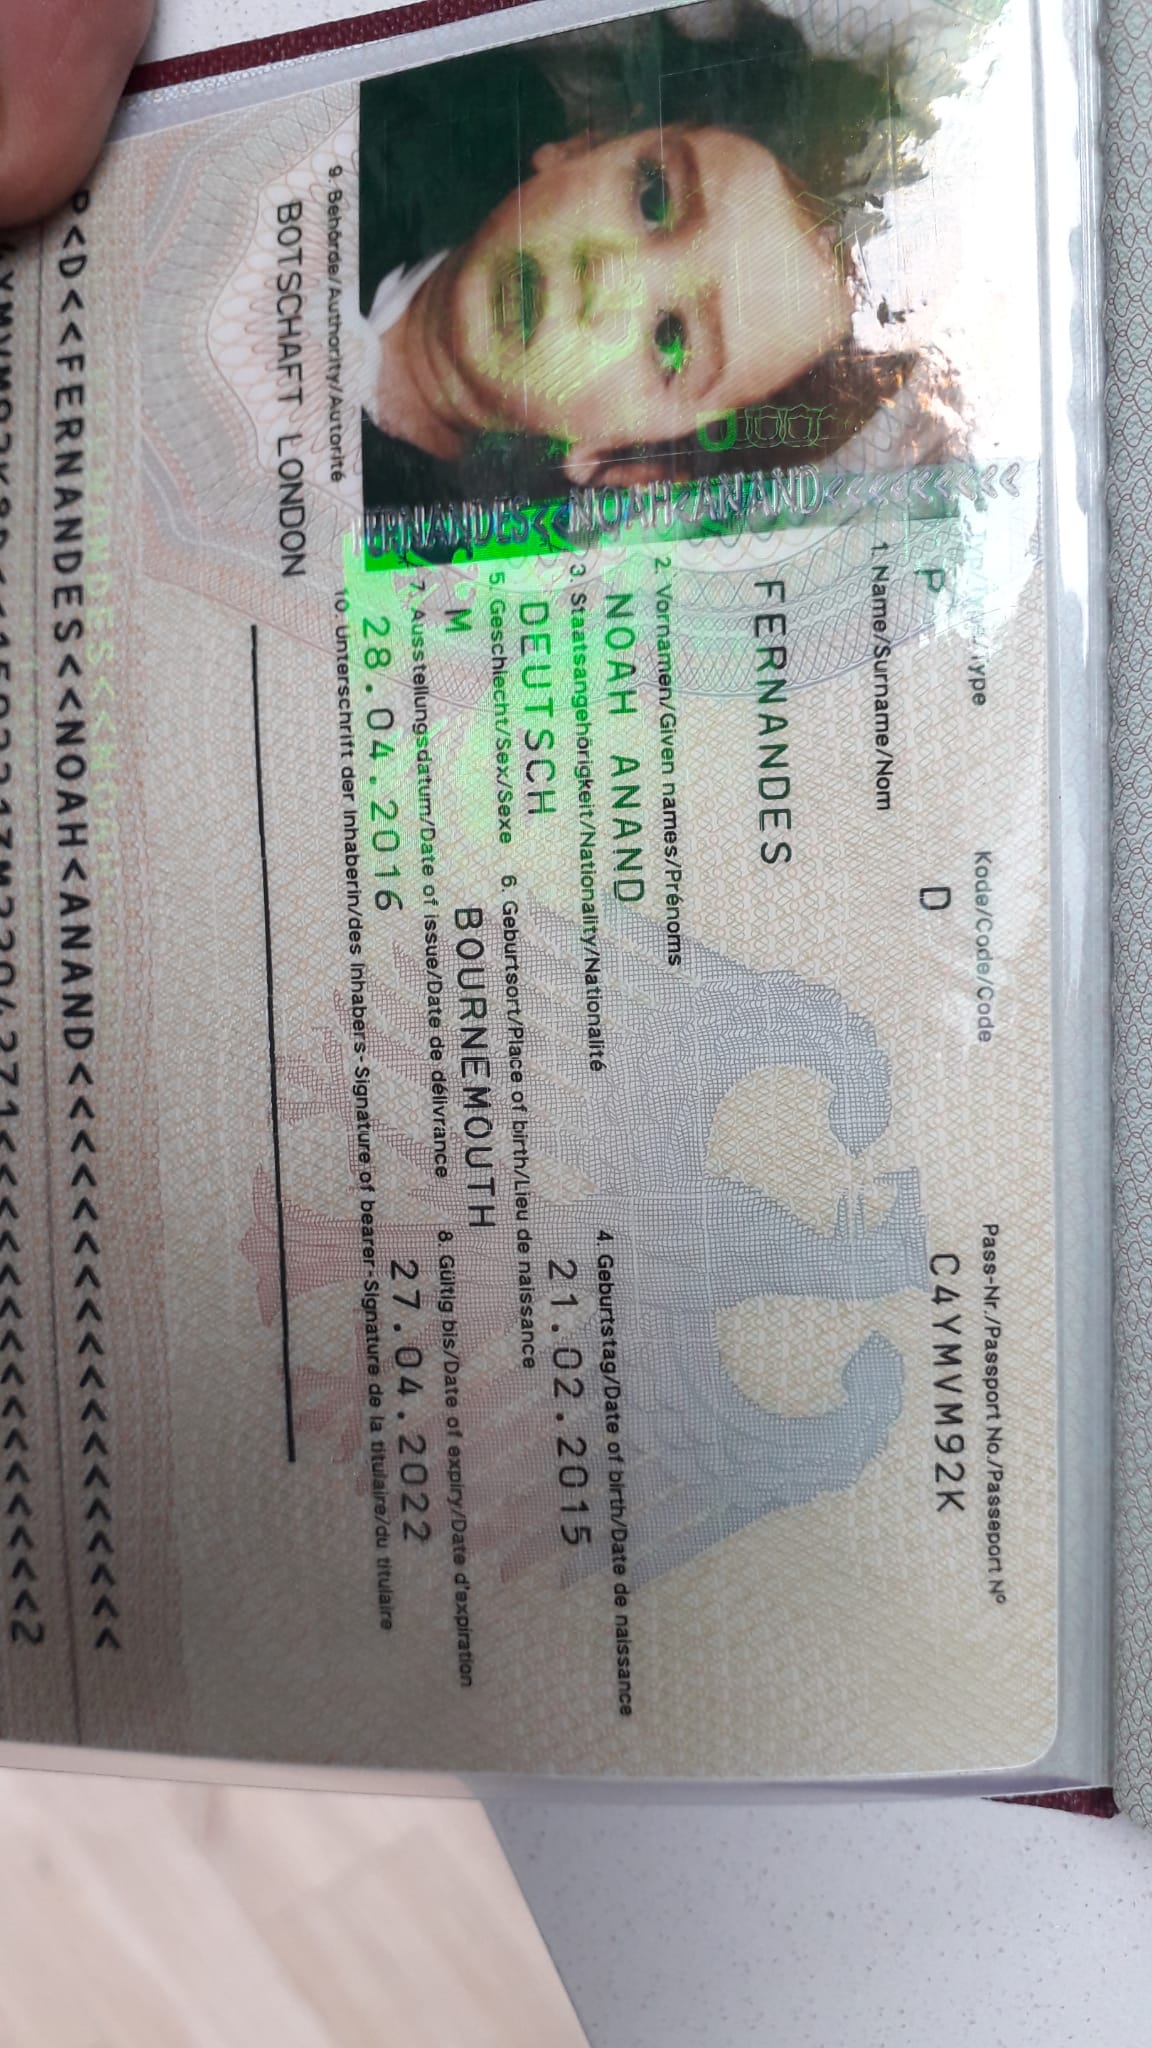 Type
Kode/Code/Code
Pass-Nr./Passport No./Passeport Nº
P
D
C4YMVM92K
1. Name/Surname/Nom
FERNANDES
2. Vornamen/Given names/Prénoms
NOAH ANAND
3. Staatsangehörigkeit/Nationality/Nationalité
4. Geburtstag/Date of birth/Date de naissance
DEUTSCH
21.02.2015
5. Geschlecht/Sex/Sexe
6. Geburtsort/Place of birth/Lieu de naissance
M
BOURNEMOUTH
7. Ausstellungsdatum/Date of issue/Date de délivrance
8. Gültig bis/Date of expiry/Date d'expiration
28.04.2016
27.04.2022
10. Unterschrift der Inhaberin/des Inhabers-Signature of bearer-Signature de la titulaire/du titulaire
FERNANDES<<NOAH<ANAND<<<<<<<<<
D
9. Behörde/Authority/Autorité
BOTSCHAFT LONDON
P<D<<FERNANDES<<NOAH<ANAND<<<<<<<<<<<<<<<<<<